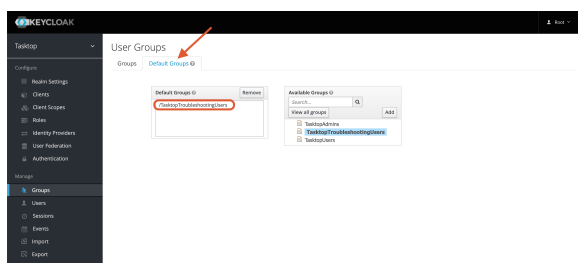 KEYCLOAK
Root
Tasktop
User Groups
Groups Default Groups
Configure
Realm Settings
Clients
Client Scopes
Roles
Identity Providers
User Federation
Authentication
Manage
Groups
Users
Sessions
Events
Import
Export
Default Groups Remove
/TasktopTroubleshootingUsers
Available Groups
Search...
View all groups Add
TasktopAdmins
TasktopTroubleshootingUsers
TasktopUsers